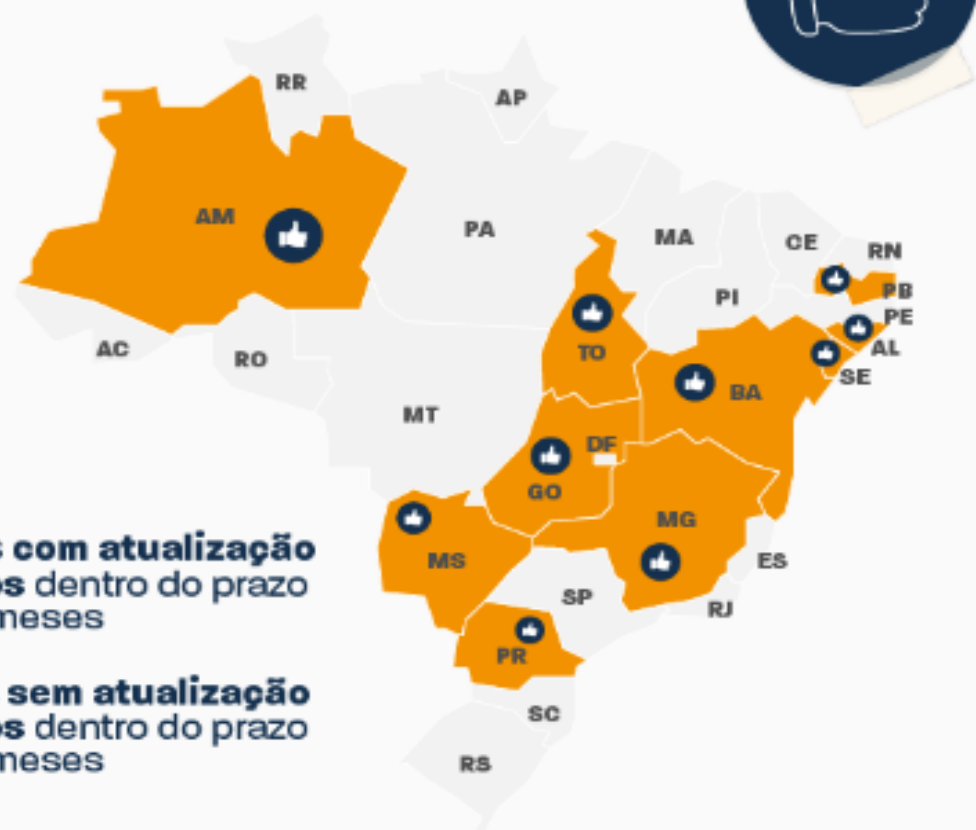 RR
AP
AM
PA
MA
CE
RN
PI
PB
PE
AL
SE
AC
RO
TO
BA
MT
DF
GO
MG
MS
ES
SP
RJ
PR
SC
RS
s com atualização
os dentro do prazo
meses
sem atualização
os dentro do prazo
meses